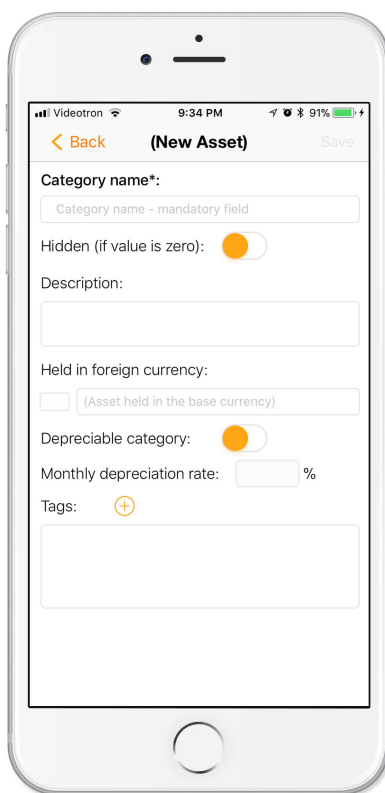 Videotron 9:34 PM 91%
Back (New Asset) Save
Category name*:
Category name - mandatory field
Hidden (if value is zero):
Description:
Held in foreign currency:
(Asset held in the base currency)
Depreciable category:
Monthly depreciation rate: %
Tags: